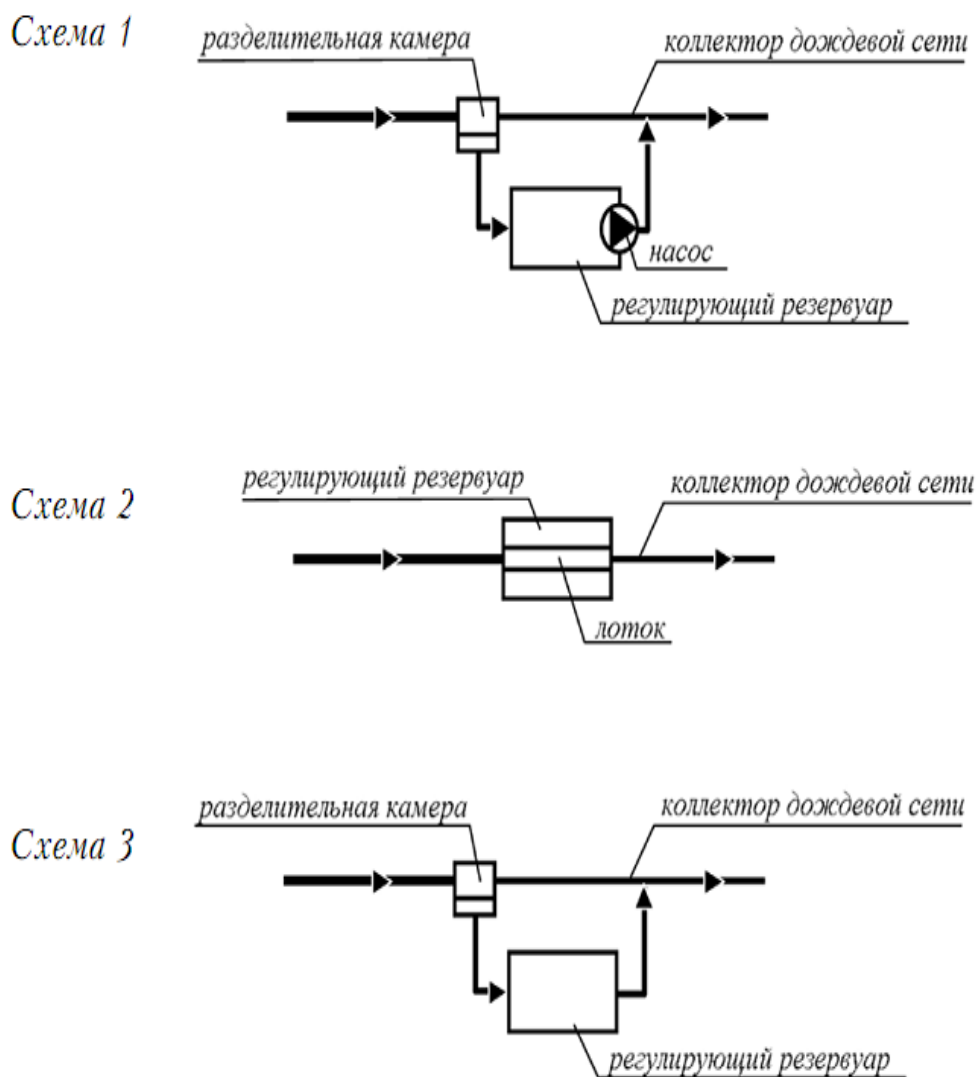 Схема 1
разделительная камера
коллектор дождевой сети
насос
регулирующий резервуар
Схема 2
регулирующий резервуар
коллектор дождевой сети
лоток
Схема 3
разделительная камера
коллектор дождевой сети
регулирующий резервуар